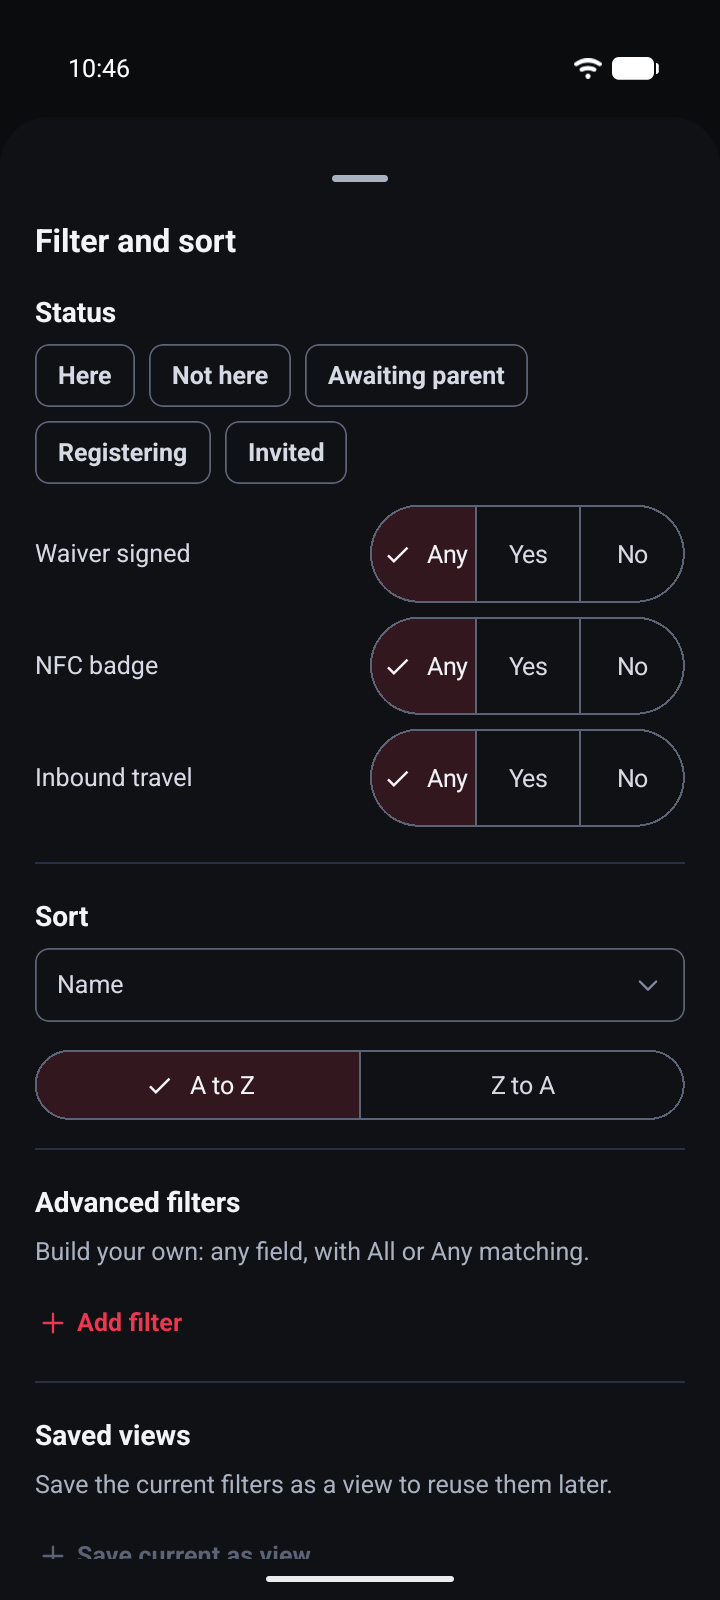 10:46
Filter and sort
Status
Here Not here Awaiting parent
Registering Invited
Waiver signed Any Yes No
NFC badge Any Yes No
Inbound travel Any Yes No
Sort
Name
A to Z Z to A
Advanced filters
Build your own: any field, with All or Any matching.
Add filter
Saved views
Save the current filters as a view to reuse them later.
Save current as view